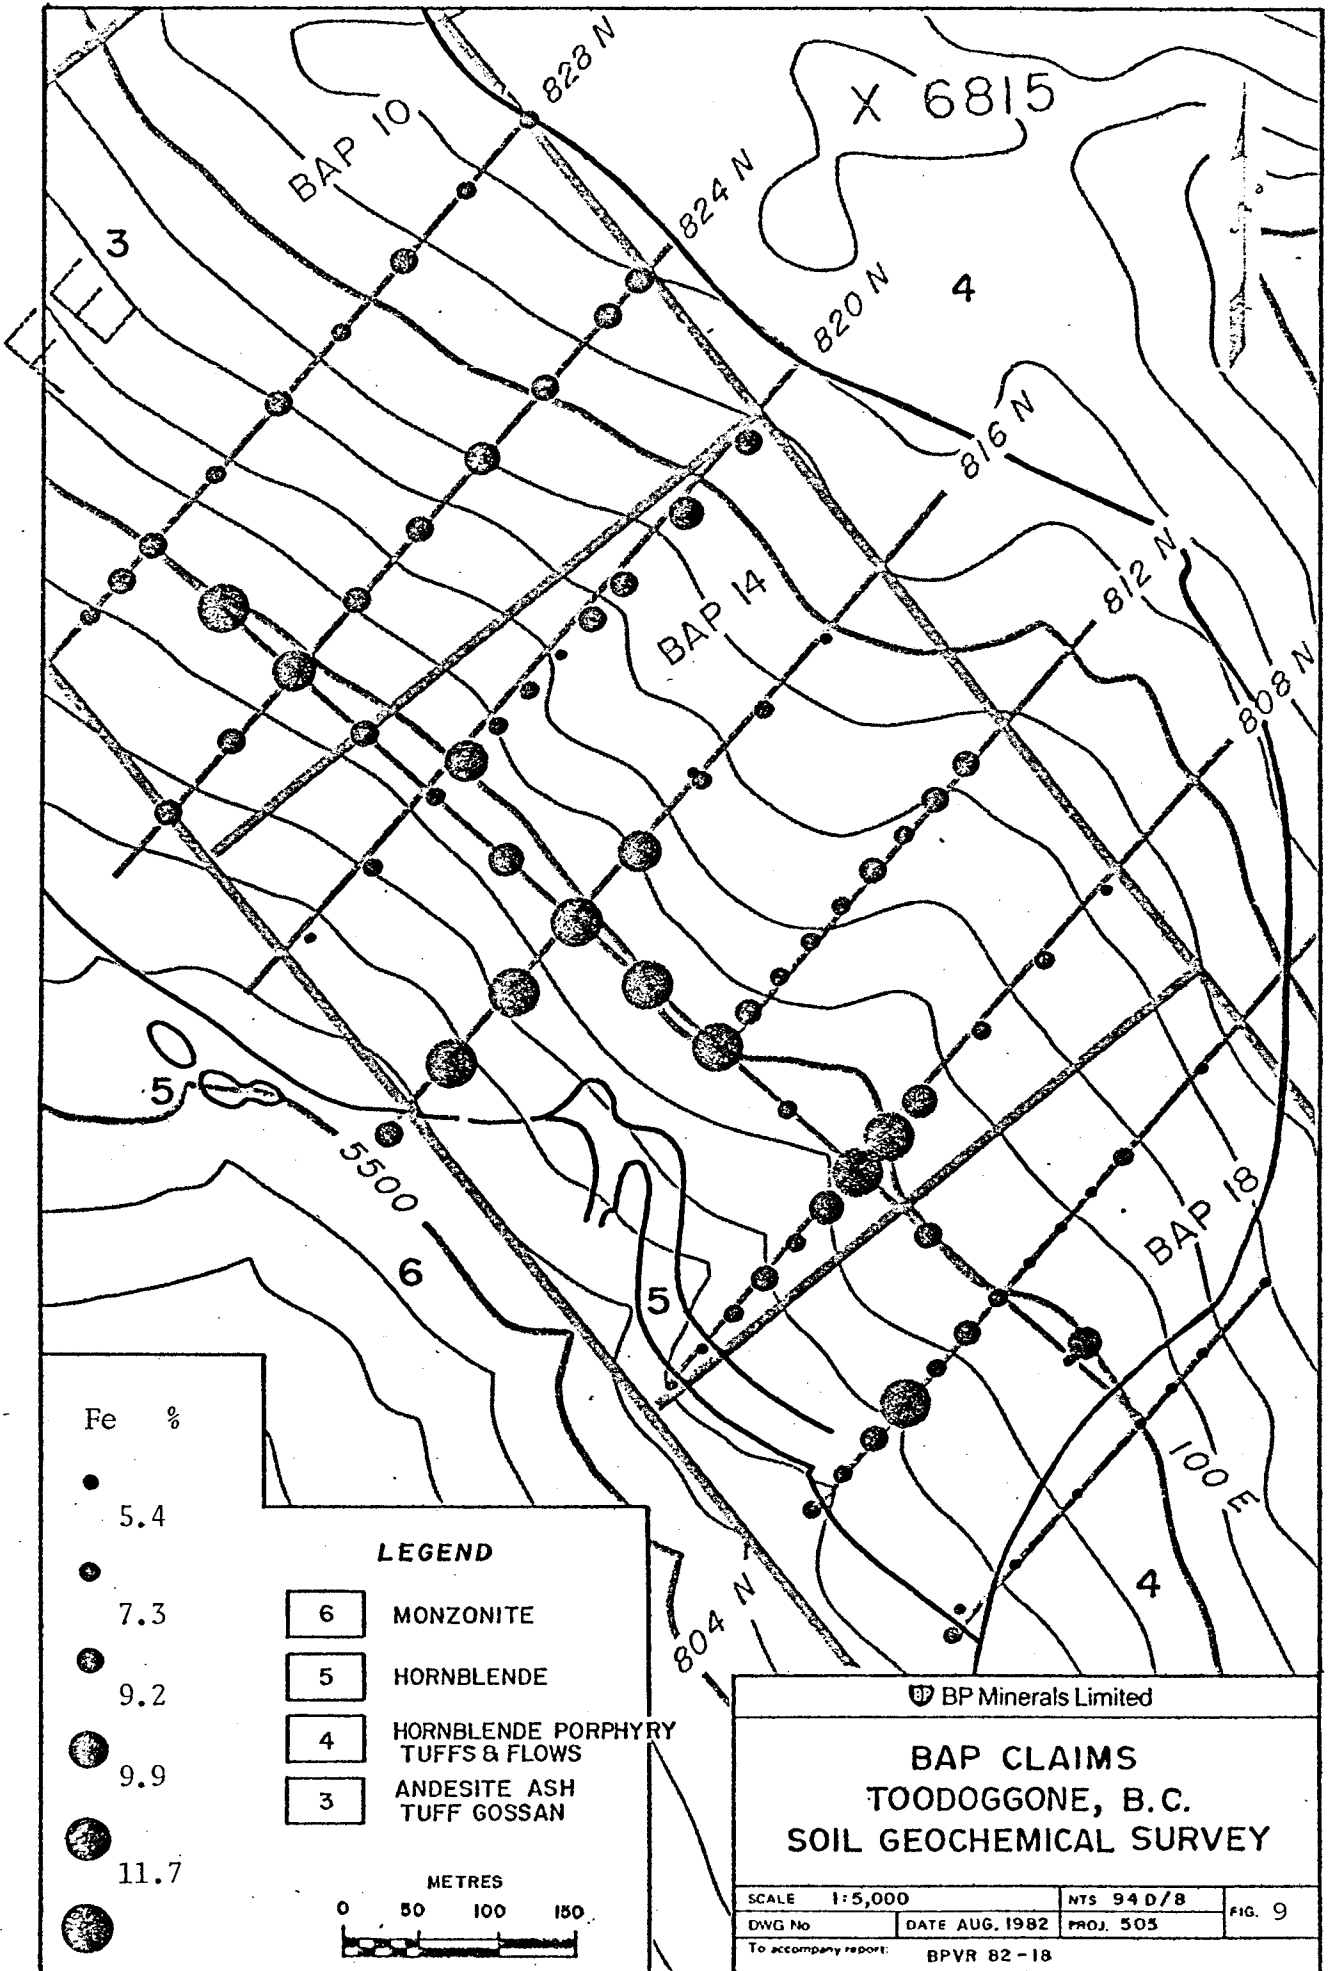 828 N
X 6815
BAP 10
824 N
3
820 N
4
816 N
812 N
BAP 14
808 N
5
5500
BAP 18
6
5
100 E
4
804 N
Fe %
5.4
7.3
9.2
9.9
11.7
LEGEND
6 MONZONITE
5 HORNBLENDE
4 HORNBLENDE PORPHYRY
TUFFS & FLOWS
3 ANDESITE ASH
TUFF GOSSAN
METRES
0 50 100 150
BP BP Minerals Limited
BAP CLAIMS
TOODOGGONE, B.C.
SOIL GEOCHEMICAL SURVEY
SCALE 1:5,000 NTS 94 D/8 FIG. 9
DWG No DATE AUG. 1982 PROJ. 505
To accompany report: BPVR 82-18